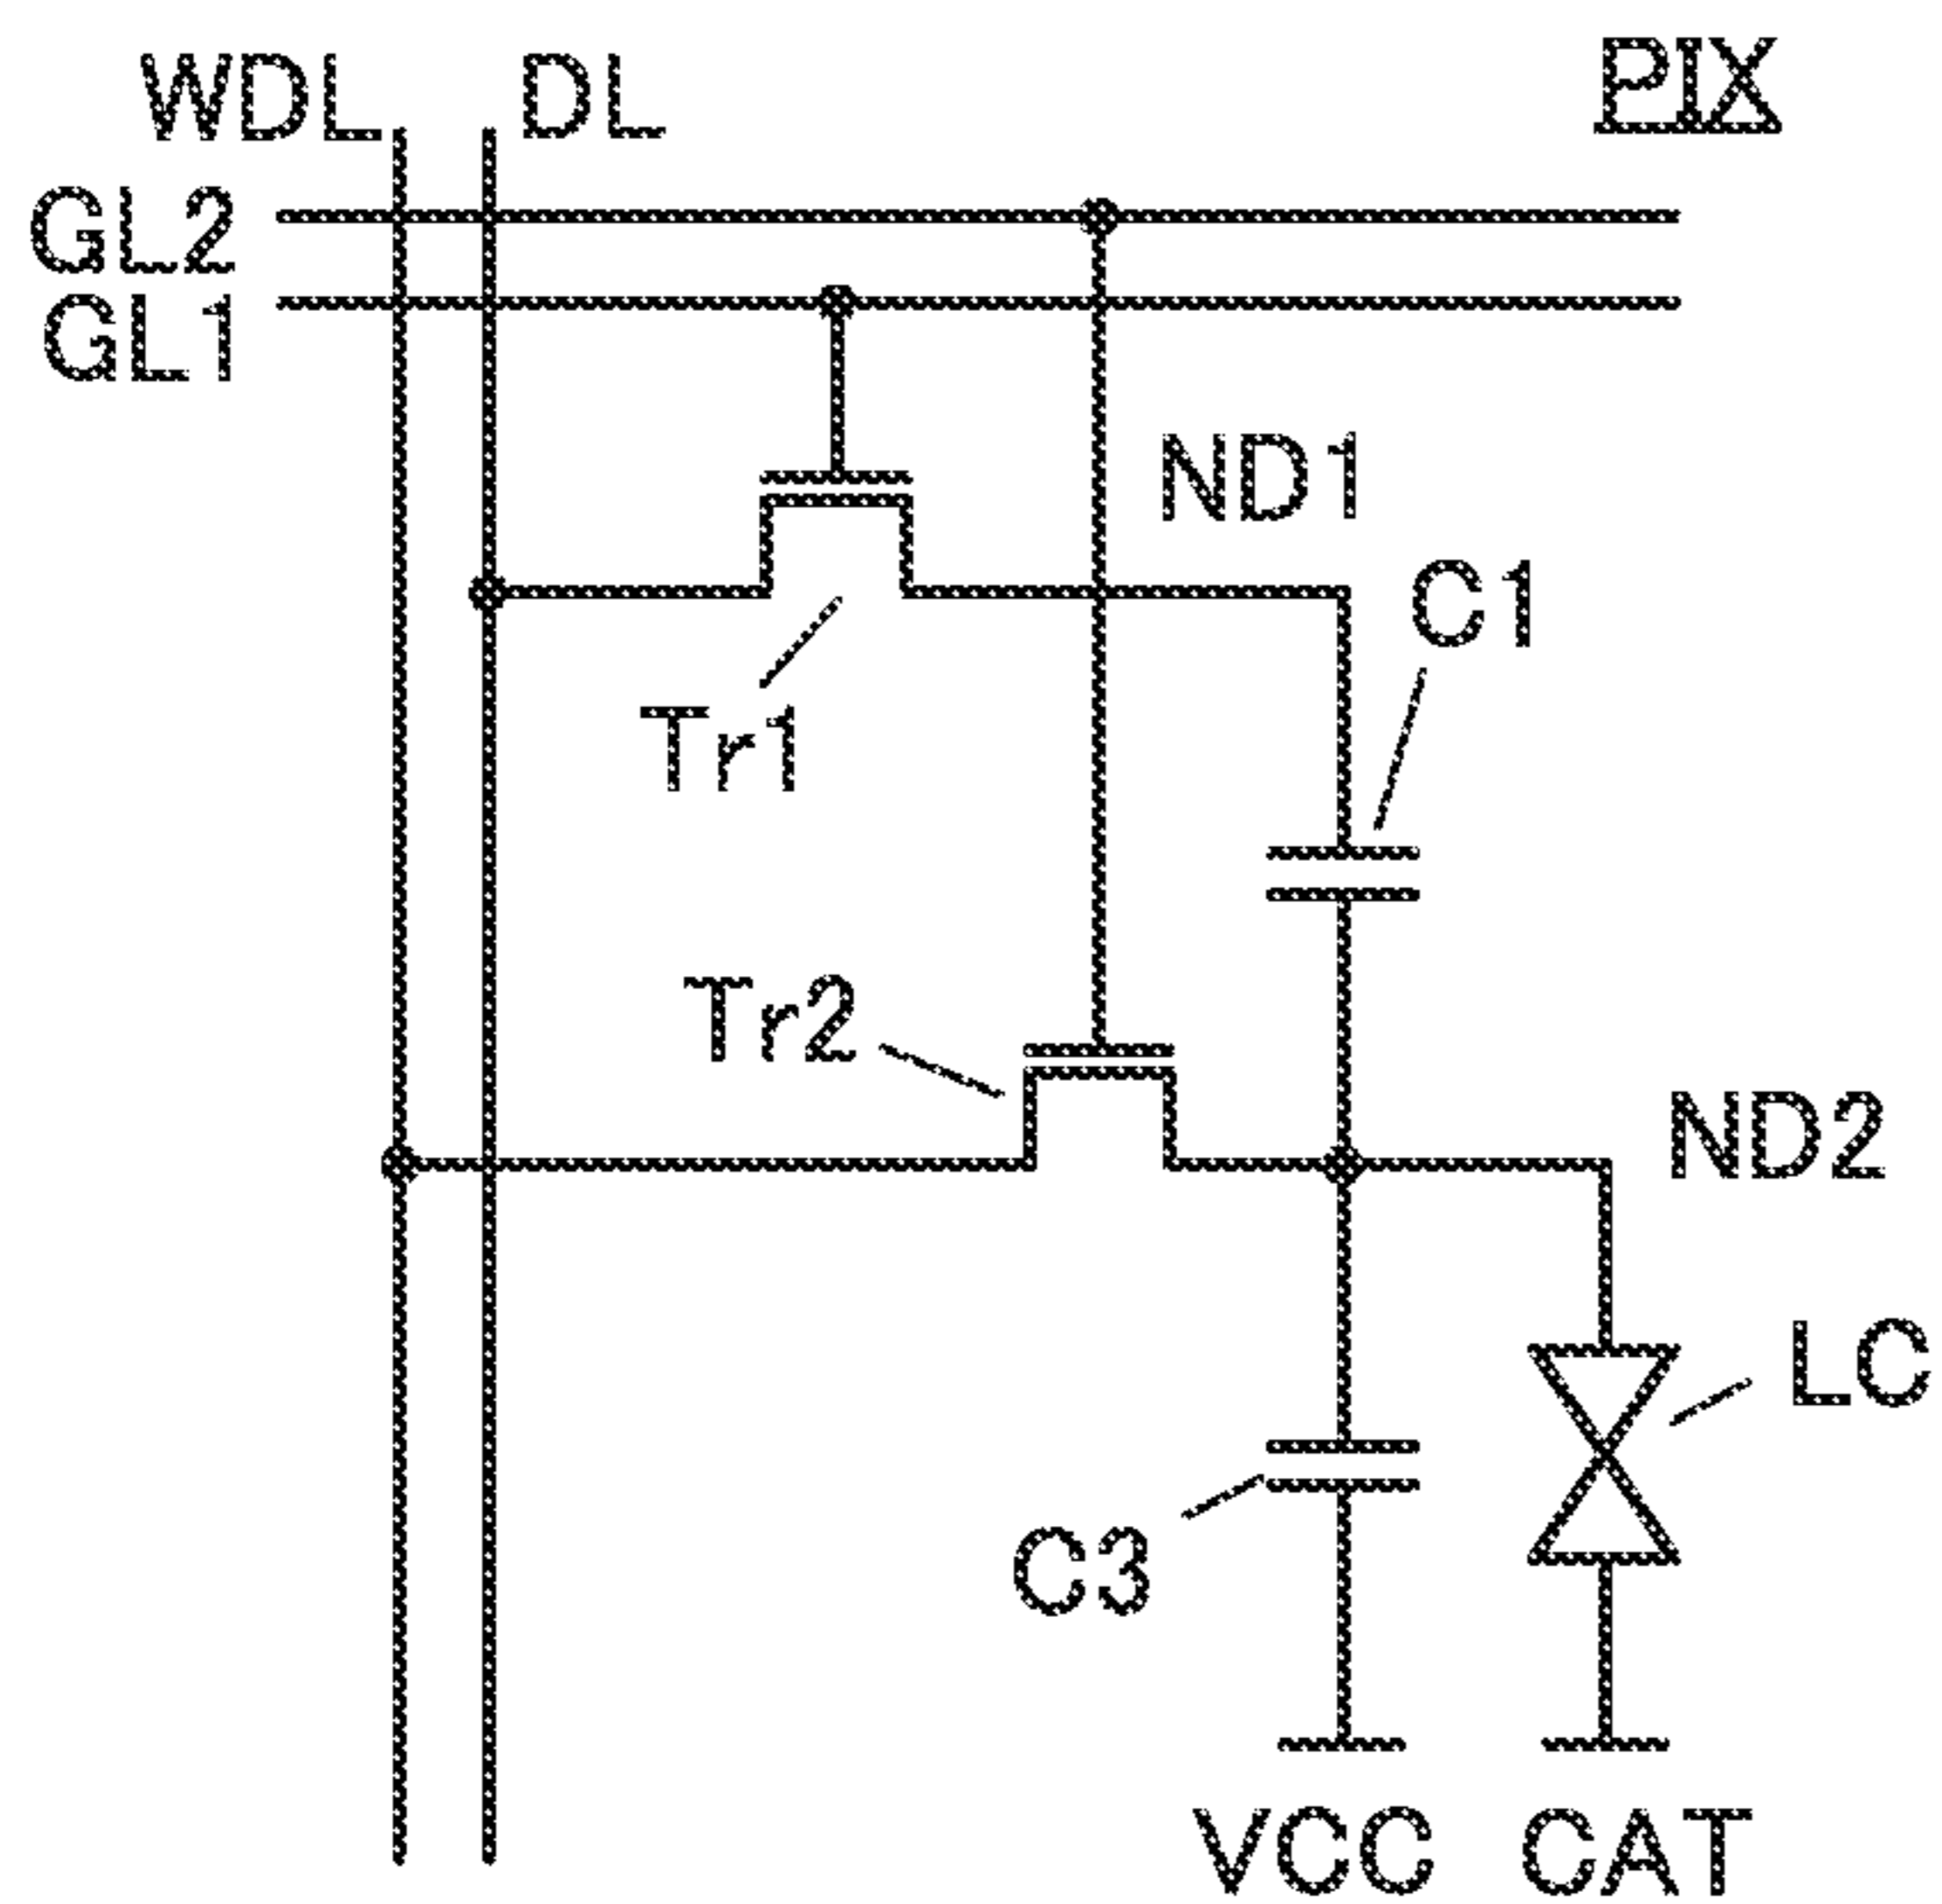 WDL DL PIX
GL2
GL1
ND1
C1
Tr1
Tr2
ND2
LC
C3
VCC CAT